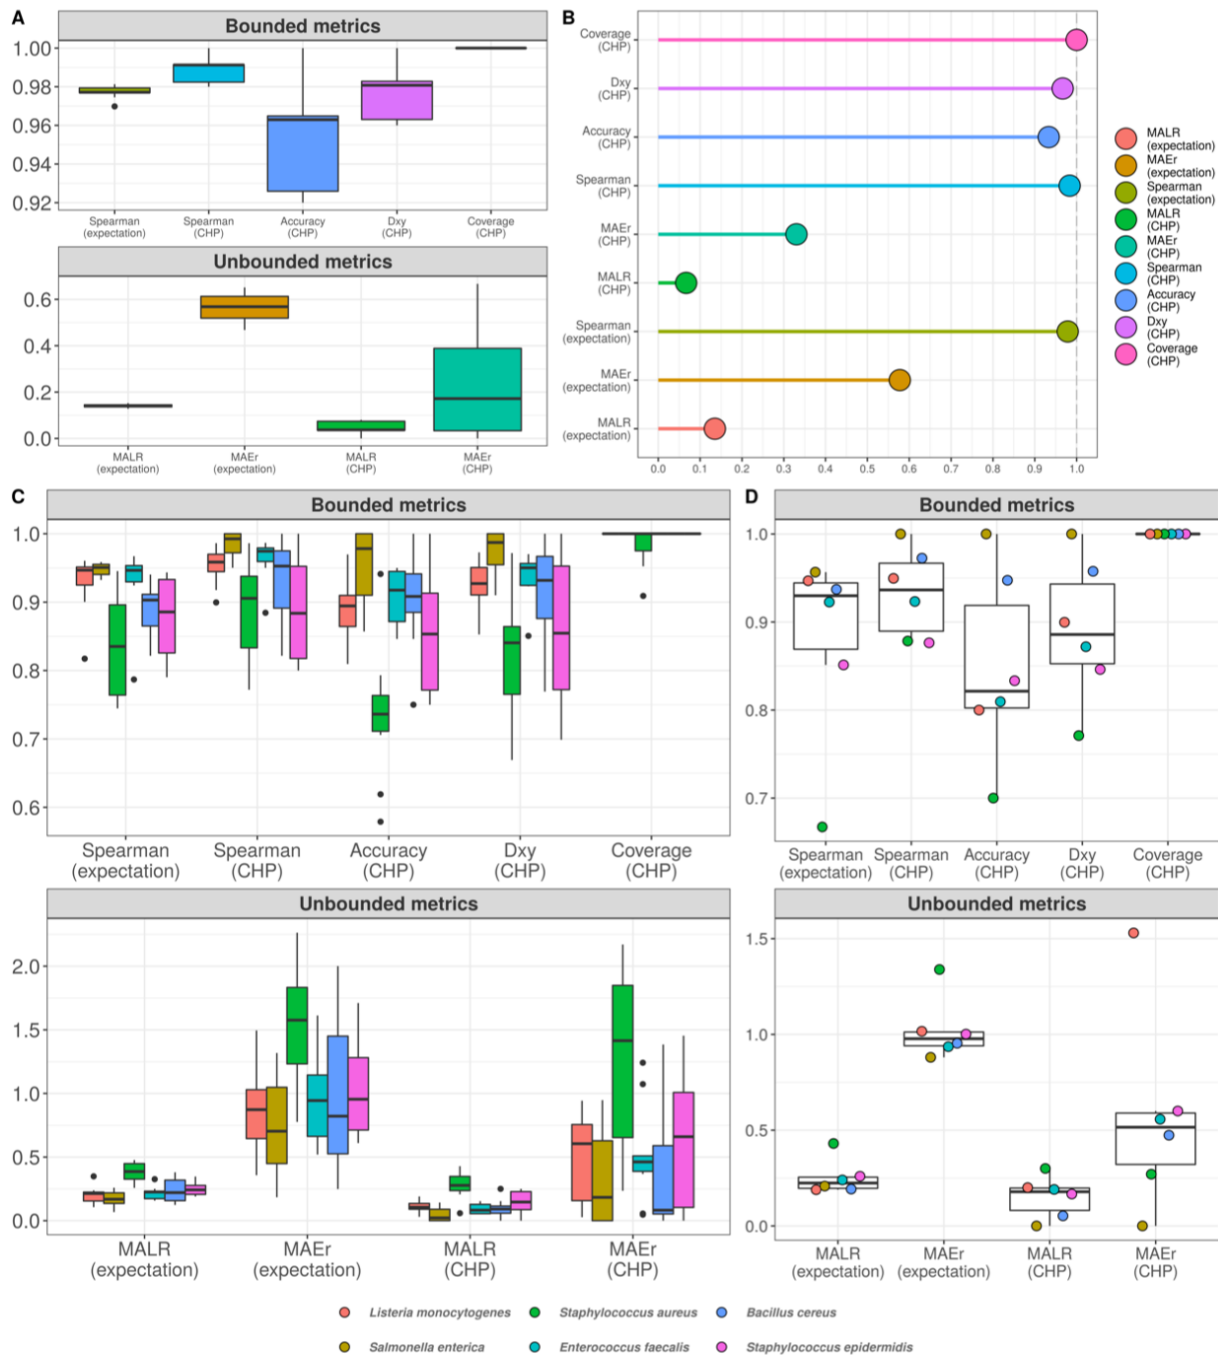 A
Bounded metrics
1.00
0.98
0.96
0.94
0.92
Spearman
(expectation)
Spearman
(CHP)
Accuracy
(CHP)
Dxy
(CHP)
Coverage
(CHP)
Unbounded metrics
0.6
0.4
0.2
0.0
MALR
(expectation)
MAEr
(expectation)
MALR
(CHP)
MAEr
(CHP)
B
Coverage
(CHP)
Dxy
(CHP)
Accuracy
(CHP)
Spearman
(CHP)
MAEr
(CHP)
MALR
(CHP)
Spearman
(expectation)
MAEr
(expectation)
MALR
(expectation)
0.0 0.1 0.2 0.3 0.4 0.5 0.6 0.7 0.8 0.9 1.0
MALR
(expectation)
MAEr
(expectation)
Spearman
(expectation)
MALR
(CHP)
MAEr
(CHP)
Spearman
(CHP)
Accuracy
(CHP)
Dxy
(CHP)
Coverage
(CHP)
C
Bounded metrics
1.0
0.9
0.8
0.7
0.6
Spearman
(expectation)
Spearman
(CHP)
Accuracy
(CHP)
Dxy
(CHP)
Coverage
(CHP)
Unbounded metrics
2.0
1.5
1.0
0.5
0.0
MALR
(expectation)
MAEr
(expectation)
MALR
(CHP)
MAEr
(CHP)
D
Bounded metrics
1.0
0.9
0.8
0.7
Spearman
(expectation)
Spearman
(CHP)
Accuracy
(CHP)
Dxy
(CHP)
Coverage
(CHP)
Unbounded metrics
1.5
1.0
0.5
0.0
MALR
(expectation)
MAEr
(expectation)
MALR
(CHP)
MAEr
(CHP)
Listeria monocytogenes
Staphylococcus aureus
Bacillus cereus
Salmonella enterica
Enterococcus faecalis
Staphylococcus epidermidis